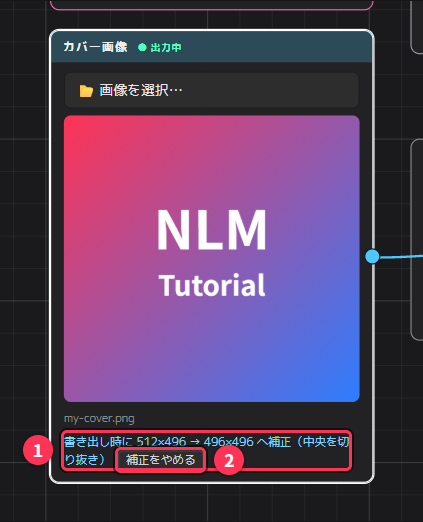 カバー画像 ●出力中
画像を選択…
NLM
Tutorial
my-cover.png
書き出し時に 512×496 → 496×496 へ補正（中央を切
1
り抜き） 補正をやめる
2